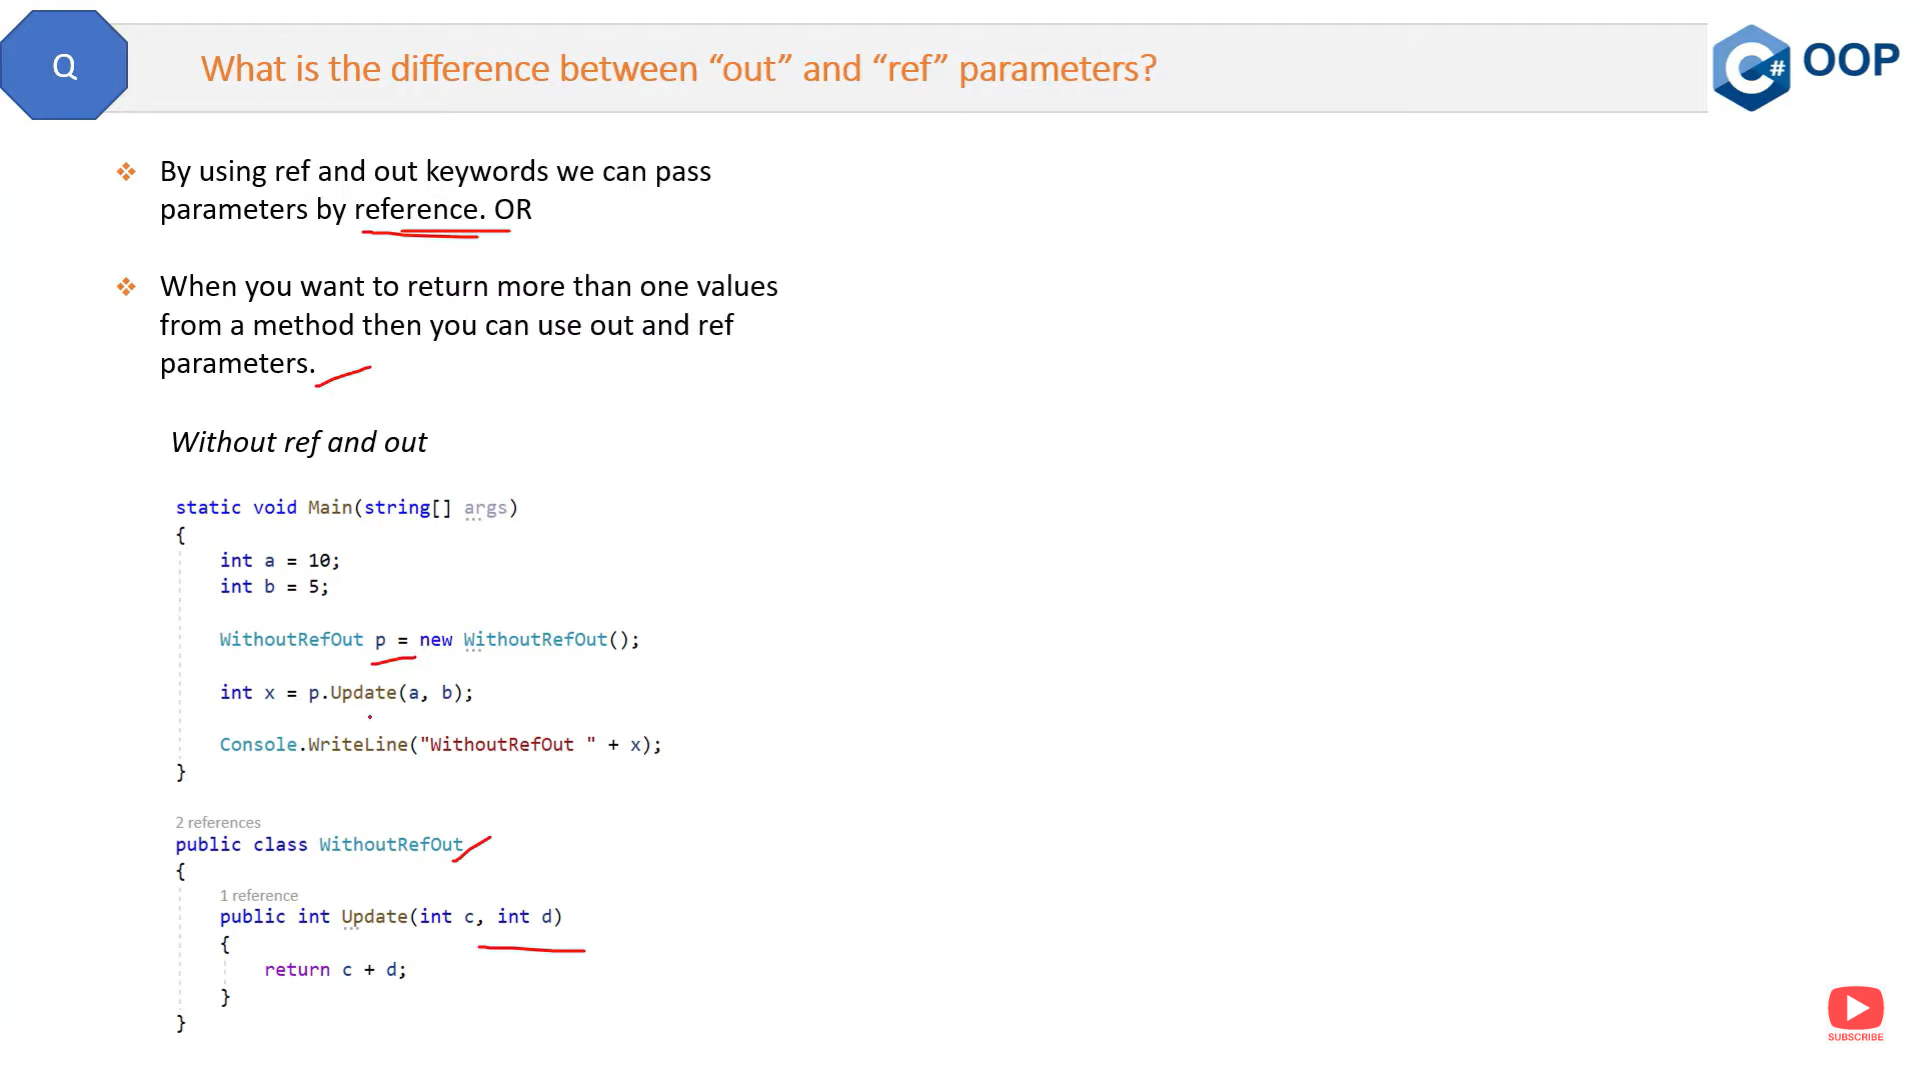 Q
What is the difference between “out” and “ref” parameters?
C# OOP
❖ By using ref and out keywords we can pass
parameters by reference. OR
❖ When you want to return more than one values
from a method then you can use out and ref
parameters.
Without ref and out
static void Main(string[] args)
{
int a = 10;
int b = 5;
WithoutRefOut p = new WithoutRefOut();
int x = p.Update(a, b);
Console.WriteLine("WithoutRefOut " + x);
}
2 references
public class WithoutRefOut
{
1 reference
public int Update(int c, int d)
{
return c + d;
}
}
SUBSCRIBE